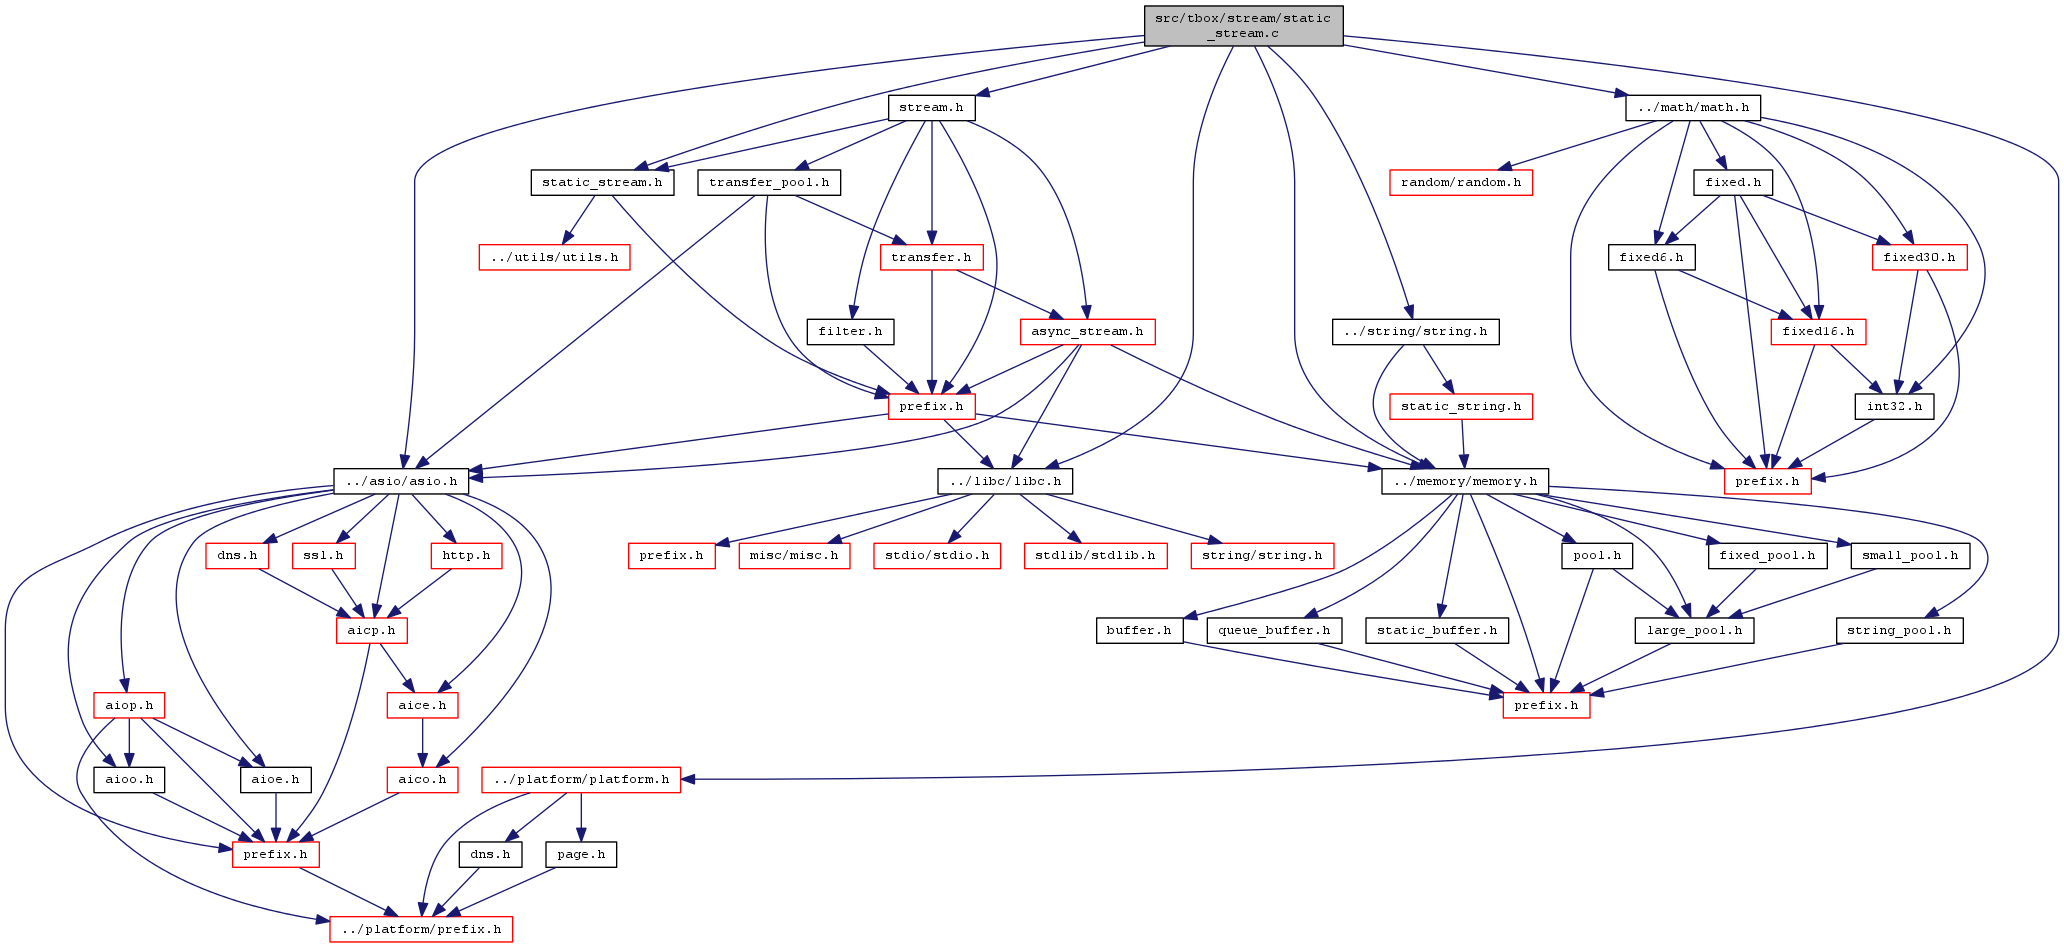 src/tbox/stream/static
_stream.c
stream.h
../math/math.h
static_stream.h
transfer_pool.h
random/random.h
fixed.h
../utils/utils.h
transfer.h
fixed6.h
fixed30.h
filter.h
async_stream.h
../string/string.h
fixed16.h
prefix.h
static_string.h
int32.h
../asio/asio.h
../libc/libc.h
../memory/memory.h
prefix.h
dns.h
ssl.h
http.h
prefix.h
misc/misc.h
stdio/stdio.h
stdlib/stdlib.h
string/string.h
pool.h
fixed_pool.h
small_pool.h
aicp.h
buffer.h
queue_buffer.h
static_buffer.h
large_pool.h
string_pool.h
aiop.h
aice.h
prefix.h
aioo.h
aioe.h
aico.h
../platform/platform.h
prefix.h
dns.h
page.h
../platform/prefix.h